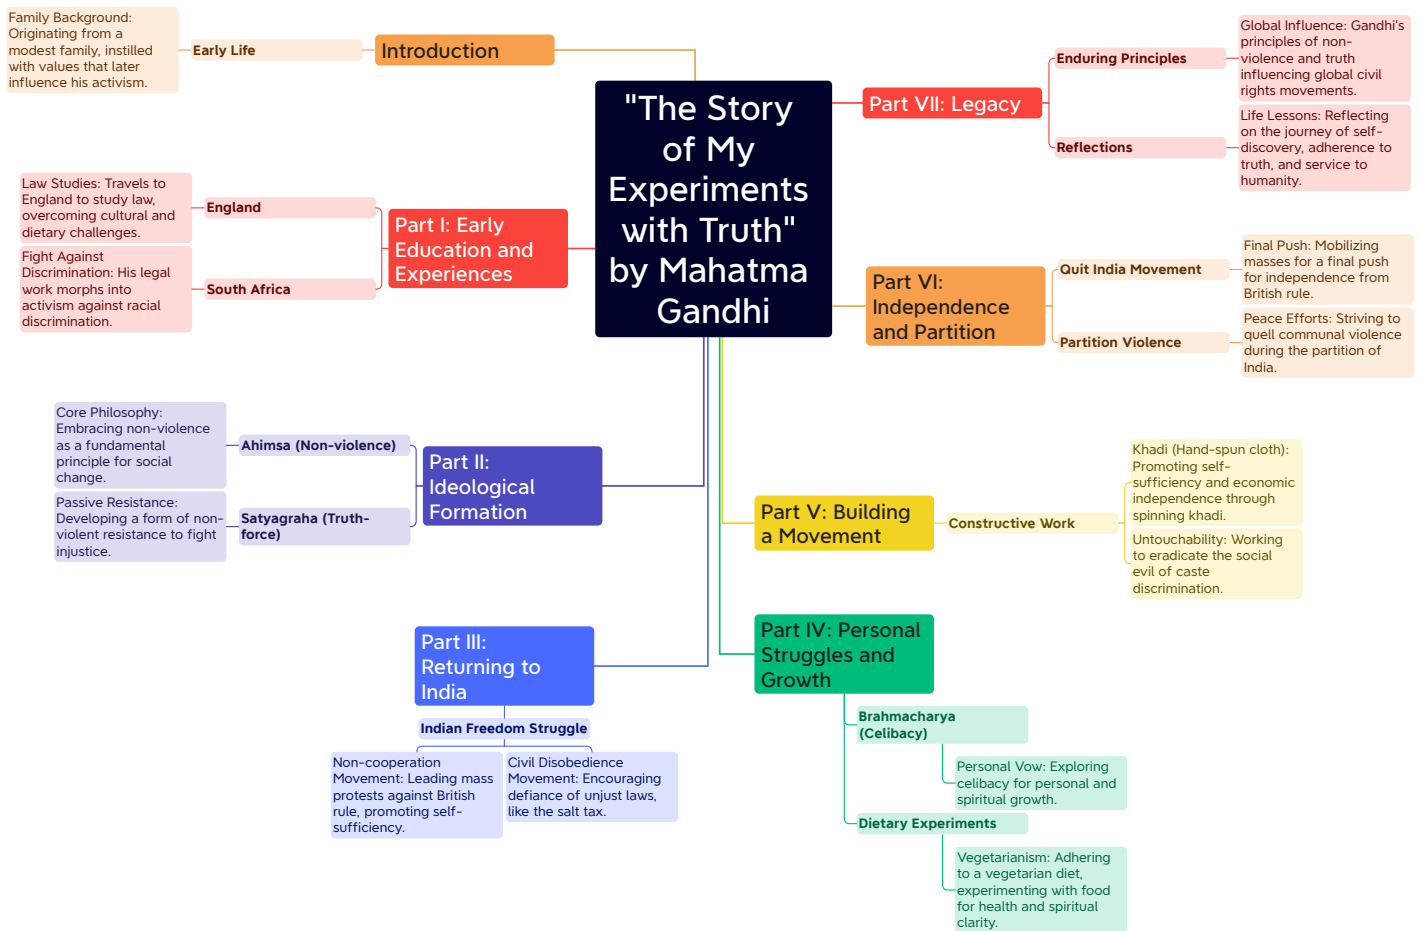 "The Story
of My
Experiments
with Truth"
by Mahatma
Gandhi
Introduction
Early Life
Family Background:
Originating from a
modest family, instilled
with values that later
influence his activism.
Part I: Early
Education and
Experiences
England
Law Studies: Travels to
England to study law,
overcoming cultural and
dietary challenges.
South Africa
Fight Against
Discrimination: His legal
work morphs into
activism against racial
discrimination.
Part II:
Ideological
Formation
Ahimsa (Non-violence)
Core Philosophy:
Embracing non-violence
as a fundamental
principle for social
change.
Satyagraha (Truth-
force)
Passive Resistance:
Developing a form of non-
violent resistance to fight
injustice.
Part III:
Returning to
India
Indian Freedom Struggle
Non-cooperation
Movement: Leading mass
protests against British
rule, promoting self-
sufficiency.
Civil Disobedience
Movement: Encouraging
defiance of unjust laws,
like the salt tax.
Part IV: Personal
Struggles and
Growth
Brahmacharya
(Celibacy)
Personal Vow: Exploring
celibacy for personal and
spiritual growth.
Dietary Experiments
Vegetarianism: Adhering
to a vegetarian diet,
experimenting with food
for health and spiritual
clarity.
Part V: Building
a Movement
Constructive Work
Khadi (Hand-spun cloth):
Promoting self-
sufficiency and economic
independence through
spinning khadi.
Untouchability: Working
to eradicate the social
evil of caste
discrimination.
Part VI:
Independence
and Partition
Quit India Movement
Final Push: Mobilizing
masses for a final push
for independence from
British rule.
Partition Violence
Peace Efforts: Striving to
quell communal violence
during the partition of
India.
Part VII: Legacy
Enduring Principles
Global Influence: Gandhi's
principles of non-
violence and truth
influencing global civil
rights movements.
Reflections
Life Lessons: Reflecting
on the journey of self-
discovery, adherence to
truth, and service to
humanity.